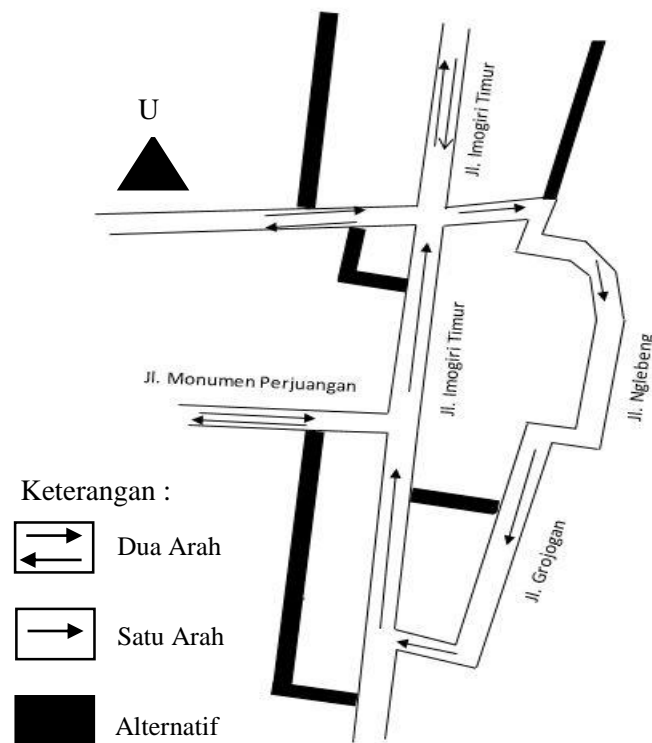 U
Jl. Imogiri Timur
Jl. Imogiri Timur
Jl. Monumen Perjuangan
Jl. Nglebeng
Jl. Grojogan
Keterangan :
Dua Arah
Satu Arah
Alternatif